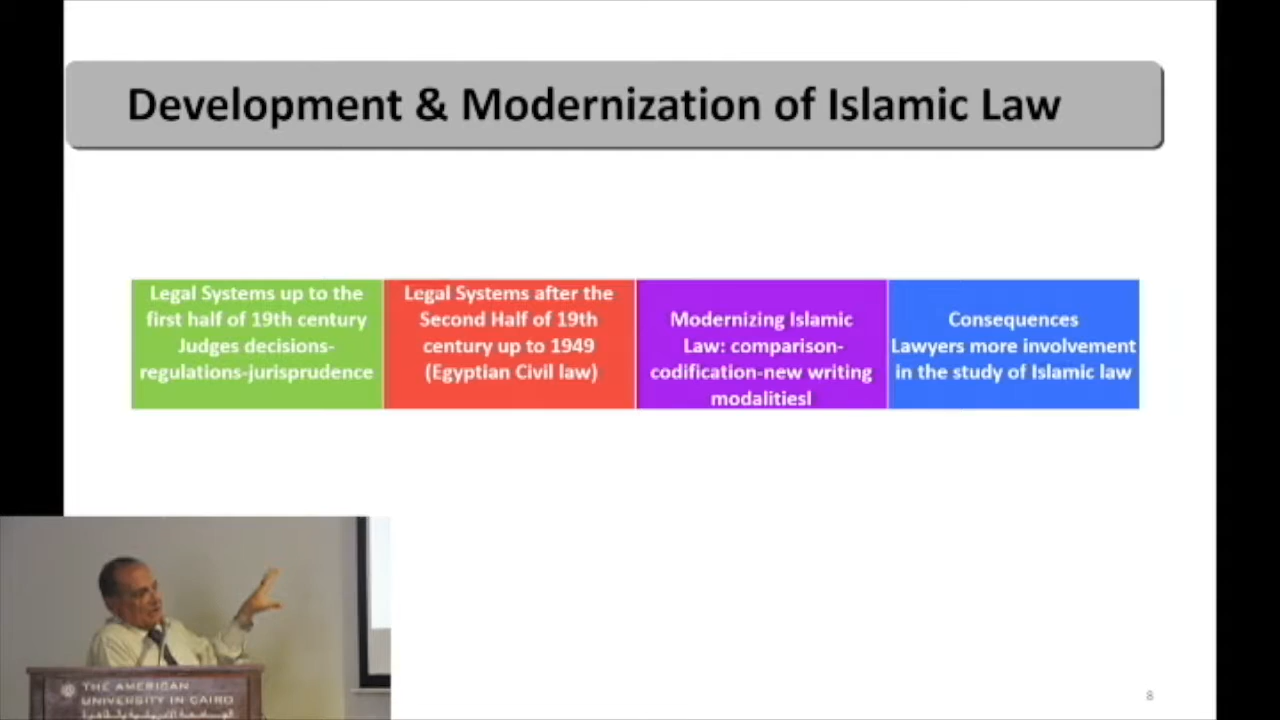 Development & Modernization of Islamic Law
Legal Systems up to the
first half of 19th century
Judges decisions-
regulations-jurisprudence
Legal Systems after the
Second Half of 19th
century up to 1949
(Egyptian Civil law)
Modernizing Islamic
Law: comparison-
codification-new writing
modalitiesl
Consequences
Lawyers more involvement
in the study of Islamic law
THE AMERICAN
UNIVERSITY IN CAIRO
الجامعة الأمريكية بالقاهرة
8